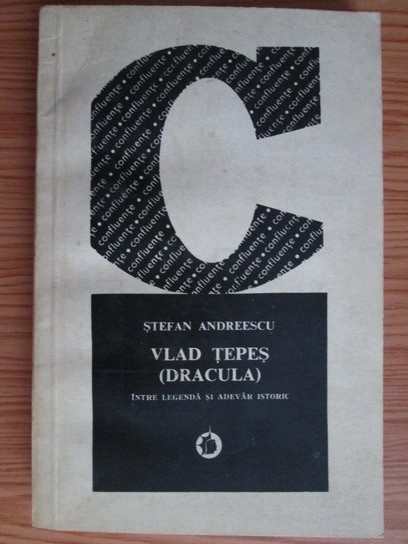 C
confluențe • confluențe • confluențe
ȘTEFAN ANDREESCU
VLAD ȚEPEȘ
(DRACULA)
ÎNTRE LEGENDĂ ȘI ADEVĂR ISTORIC